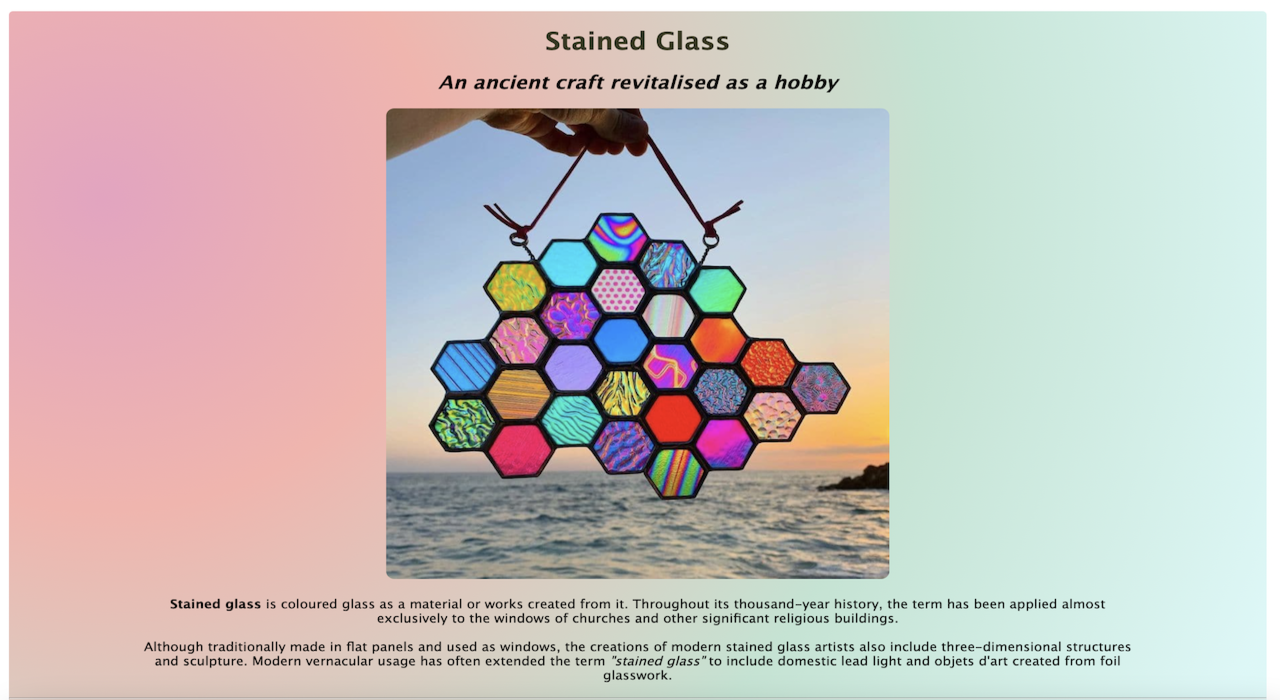 Stained Glass
An ancient craft revitalised as a hobby
Stained glass is coloured glass as a material or works created from it. Throughout its thousand-year history, the term has been applied almost
exclusively to the windows of churches and other significant religious buildings.
Although traditionally made in flat panels and used as windows, the creations of modern stained glass artists also include three-dimensional structures
and sculpture. Modern vernacular usage has often extended the term "stained glass" to include domestic lead light and objets d'art created from foil
glasswork.